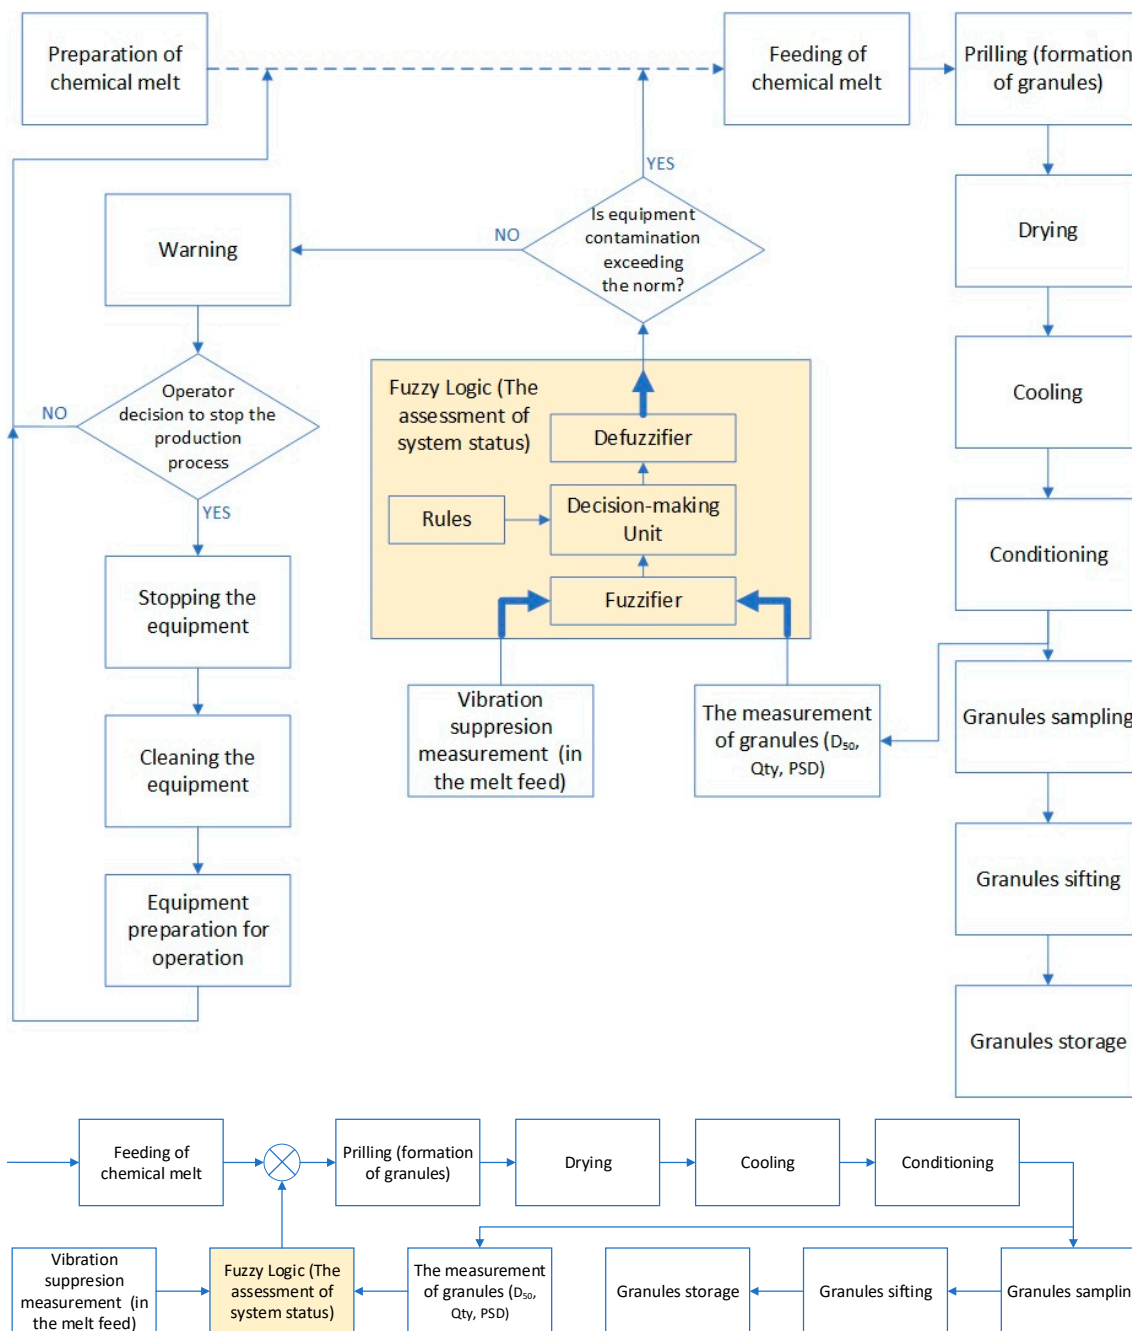 Preparation of
chemical melt
Feeding of
chemical melt
Prilling (formation
of granules)
YES
Is equipment
contamination
exceeding
the norm?
NO
Warning
Drying
Operator
decision to stop the
production
process
NO
YES
Fuzzy Logic (The
assessment of
system status)
Defuzzifier
Rules
Decision-making
Unit
Fuzzifier
Cooling
Conditioning
Stopping the
equipment
Vibration
suppresion
measurement (in
the melt feed)
The measurement
of granules (D₅₀,
Qty, PSD)
Granules sampling
Cleaning the
equipment
Granules sifting
Equipment
preparation for
operation
Granules storage
Feeding of
chemical melt
Prilling (formation
of granules)
Drying
Cooling
Conditioning
Vibration
suppresion
measurement (in
the melt feed)
Fuzzy Logic (The
assessment of
system status)
The measurement
of granules (D₅₀,
Qty, PSD)
Granules storage
Granules sifting
Granules samplin